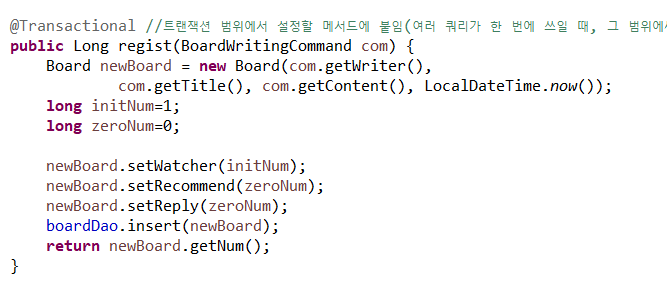 @Transactional //트랜잭션 범위에서 설정할 메서드에 붙임(여러 쿼리가 한 번에 쓰일 때, 그 범위에서
public Long regist(BoardWritingCommand com) {
Board newBoard = new Board(com.getWriter(),
com.getTitle(), com.getContent(), LocalDateTime.now());
long initNum=1;
long zeroNum=0;
newBoard.setWatcher(initNum);
newBoard.setRecommend(zeroNum);
newBoard.setReply(zeroNum);
boardDao.insert(newBoard);
return newBoard.getNum();
}